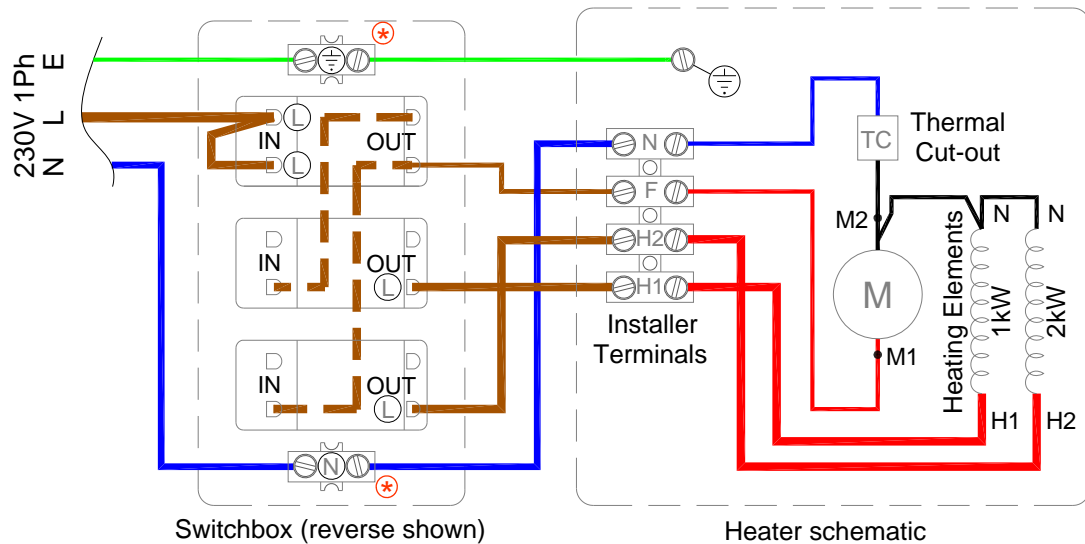 230V 1Ph
E
L
N
*
L
IN
OUT
L
IN
OUT
L
IN
OUT
L
N
*
Switchbox (reverse shown)
N
F
H2
H1
Installer
Terminals
TC
Thermal
Cut-out
M2
M
M1
N
N
Heating Elements
1kW
2kW
H1
H2
Heater schematic